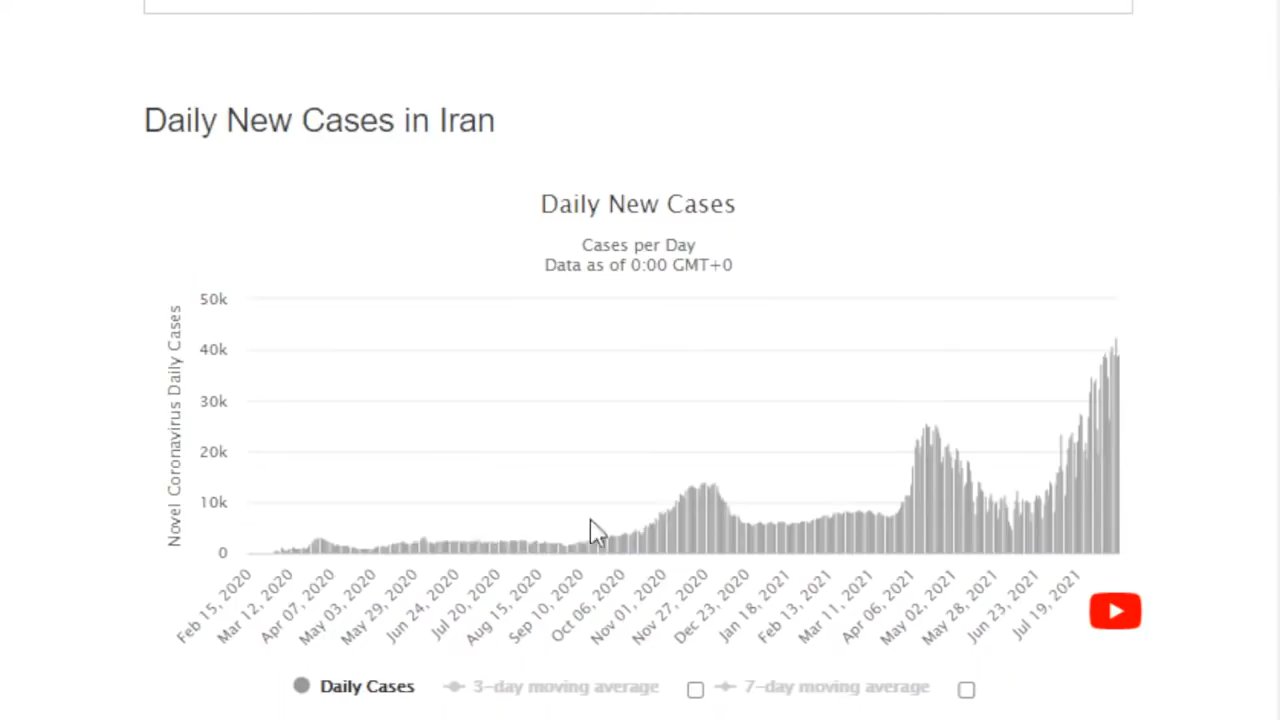 Daily New Cases in Iran
Daily New Cases
Cases per Day
Data as of 0:00 GMT+0
Novel Coronavirus Daily Cases
50k
40k
30k
20k
10k
0
Feb 15, 2020
Mar 12, 2020
Apr 07, 2020
May 03, 2020
May 29, 2020
Jun 24, 2020
Jul 20, 2020
Aug 15, 2020
Sep 10, 2020
Oct 06, 2020
Nov 01, 2020
Nov 27, 2020
Dec 23, 2020
Jan 18, 2021
Feb 13, 2021
Mar 11, 2021
Apr 06, 2021
May 02, 2021
May 28, 2021
Jun 23, 2021
Jul 19, 2021
Daily Cases 3-day moving average 7-day moving average